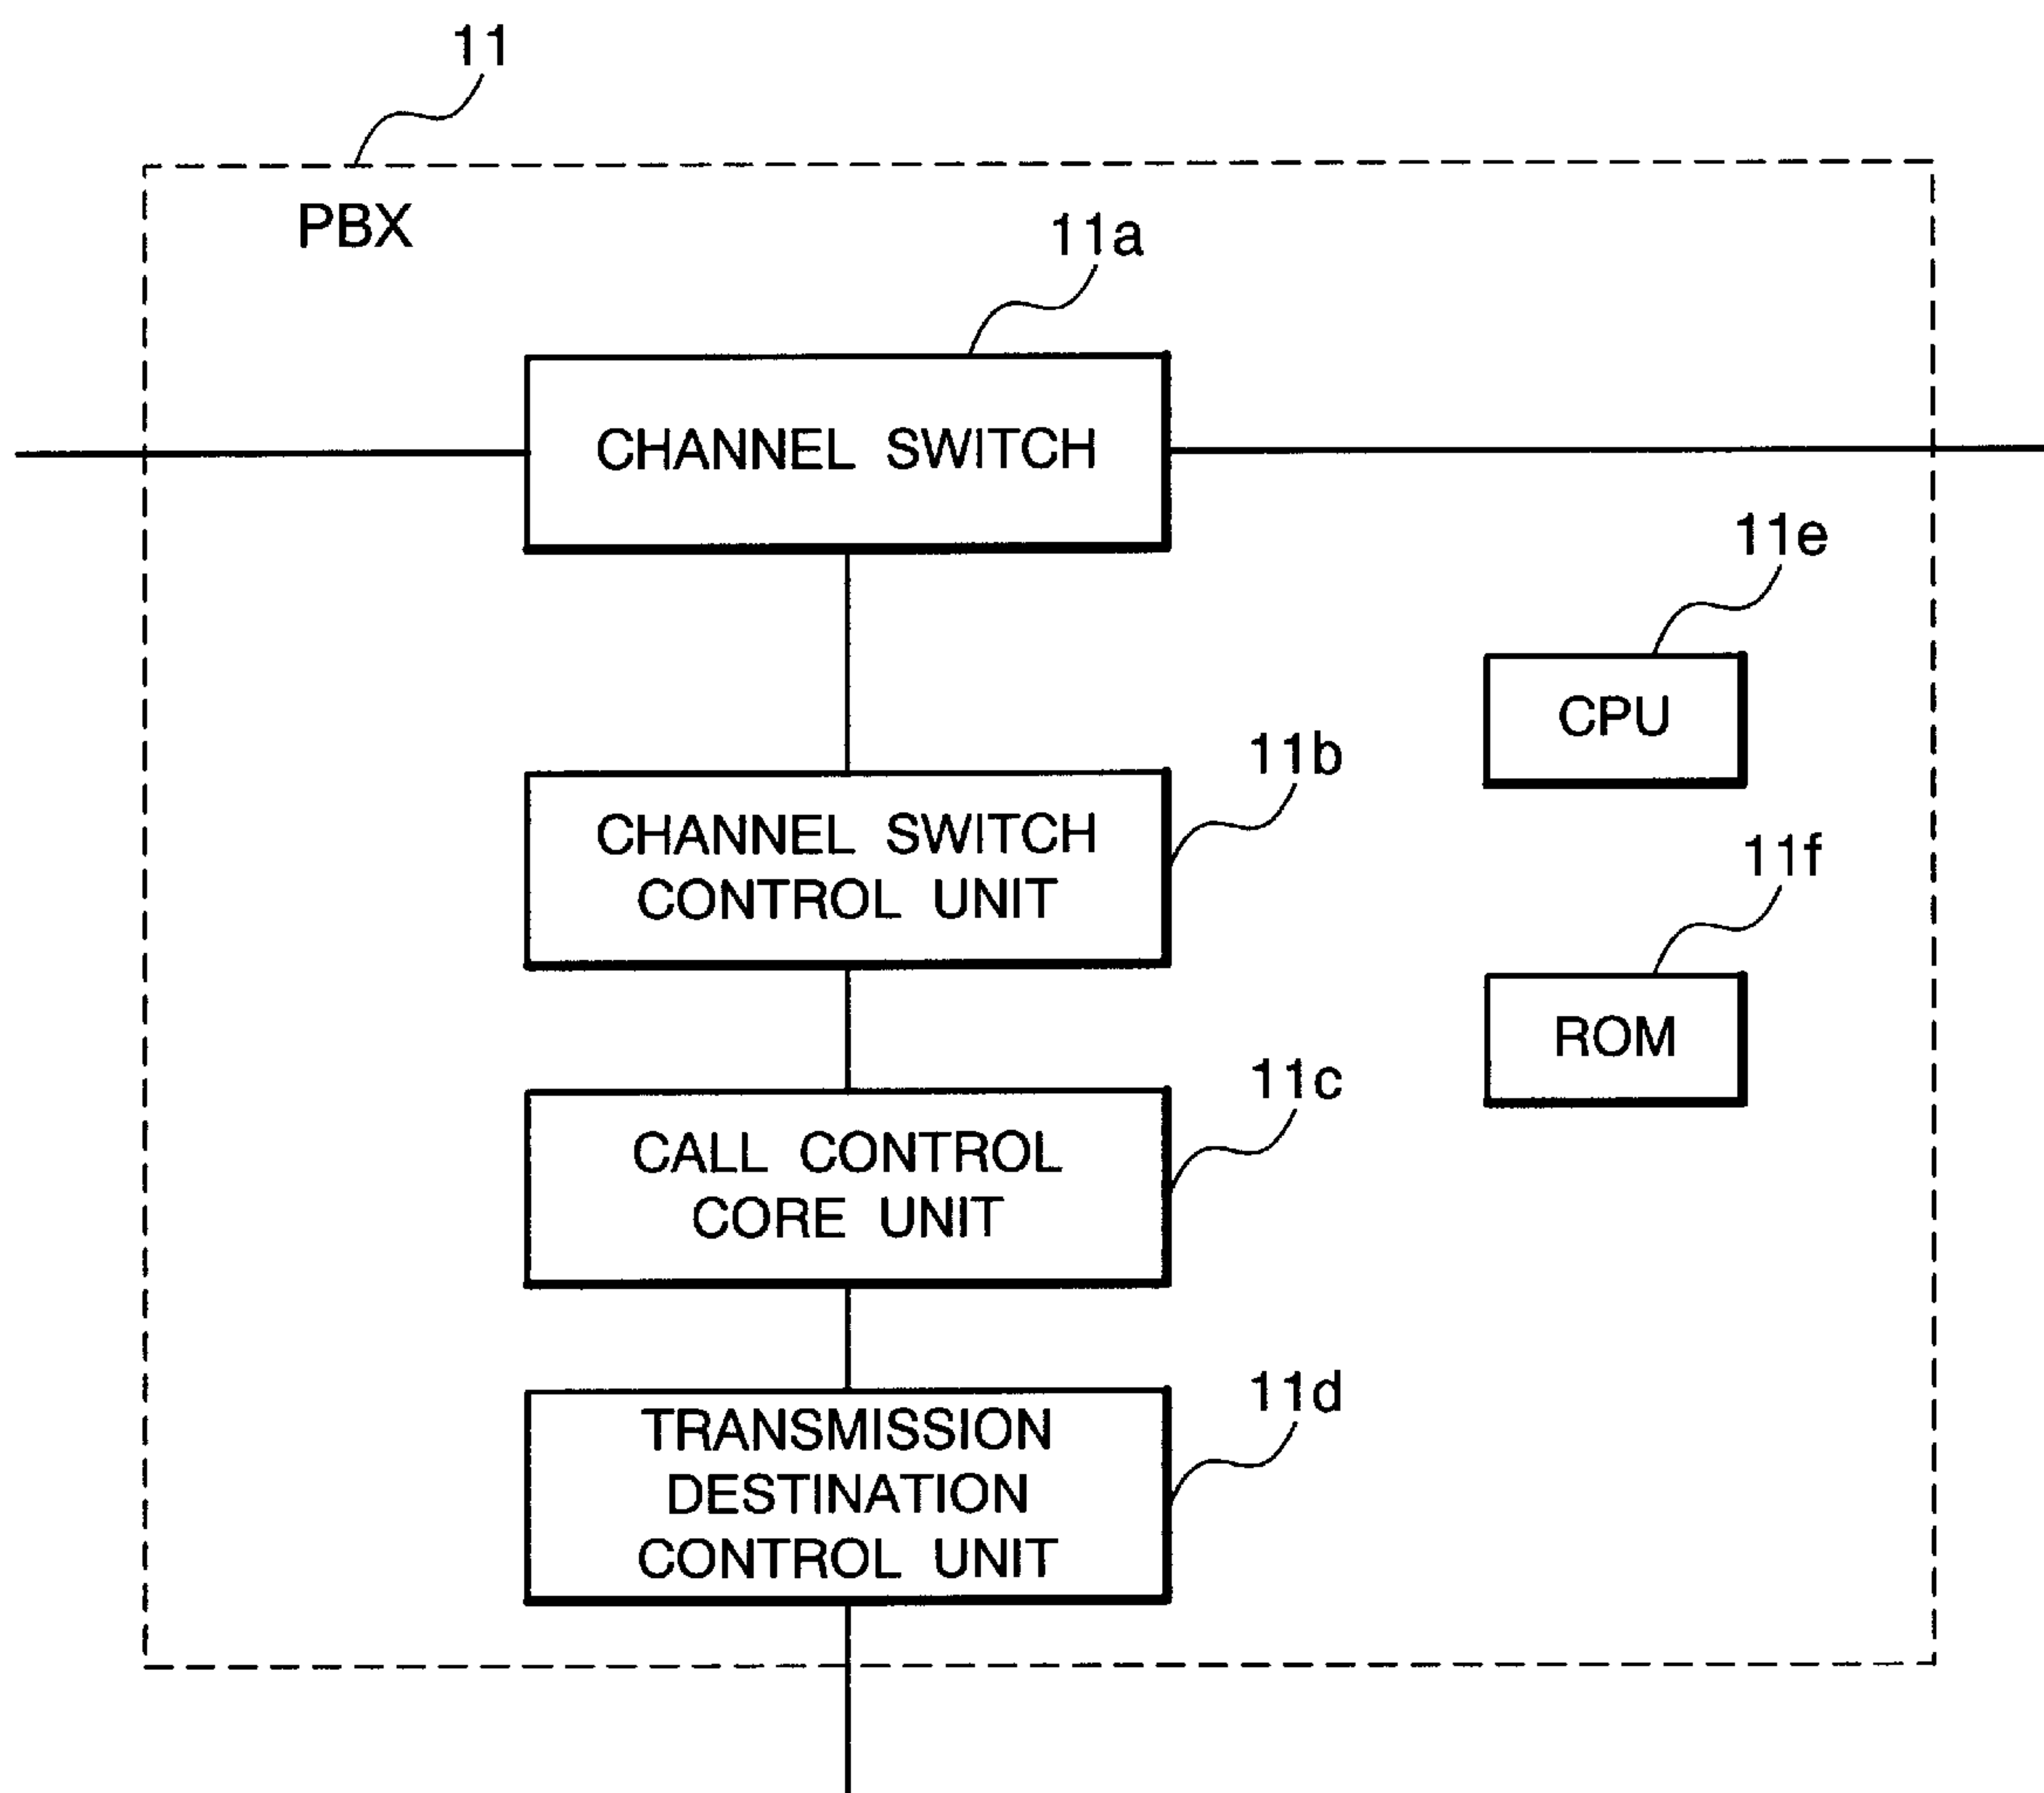 11
PBX
11a
CHANNEL SWITCH
11e
CPU
11b
CHANNEL SWITCH
CONTROL UNIT
11f
ROM
11c
CALL CONTROL
CORE UNIT
11d
TRANSMISSION
DESTINATION
CONTROL UNIT